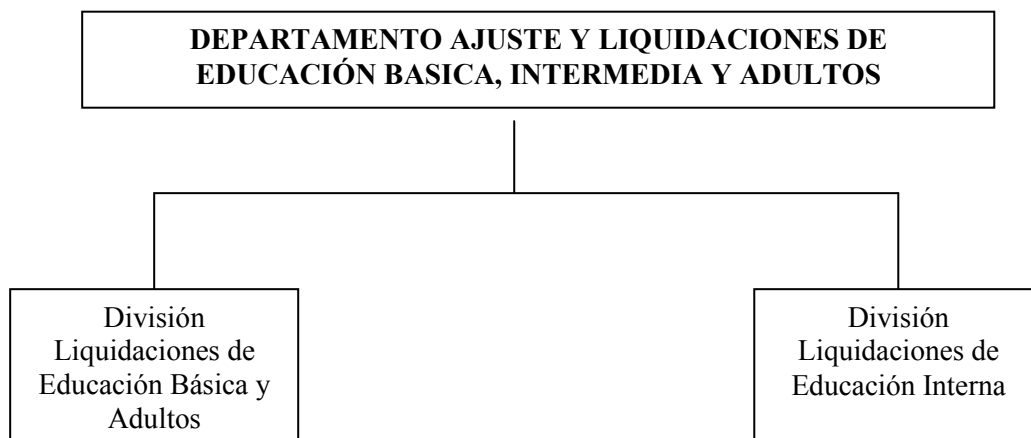 DEPARTAMENTO AJUSTE Y LIQUIDACIONES DE
EDUCACIÓN BASICA, INTERMEDIA Y ADULTOS
División
Liquidaciones de
Educación Básica y
Adultos
División
Liquidaciones de
Educación Interna